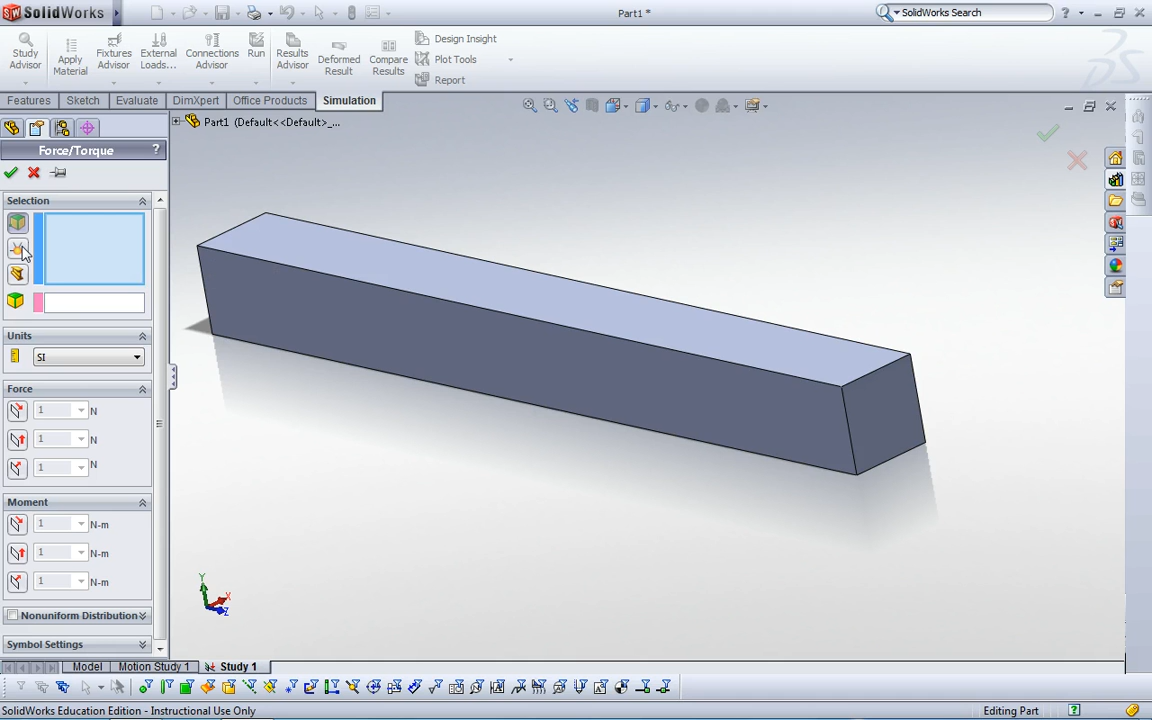 SolidWorks
Part1 *
SolidWorks Search
?
Study Advisor
Apply Material
Fixtures Advisor
External Loads...
Connections Advisor
Run
Results Advisor
Deformed Result
Compare Results
Design Insight
Plot Tools
Report
Features
Sketch
Evaluate
DimXpert
Office Products
Simulation
Part1 (Default<<Default>_...
Force/Torque ?
Selection
Units
SI
Force
1 N
1 N
1 N
Moment
1 N-m
1 N-m
1 N-m
Nonuniform Distribution
Symbol Settings
Y
X
Z
Model
Motion Study 1
Study 1
SolidWorks Education Edition - Instructional Use Only
Editing Part
?